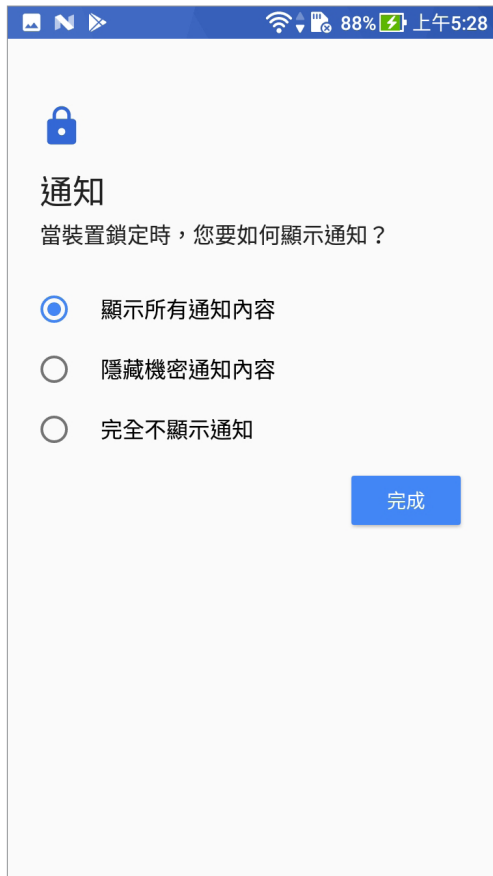 88% 上午5:28
通知
當裝置鎖定時，您要如何顯示通知？
顯示所有通知內容
隱藏機密通知內容
完全不顯示通知
完成